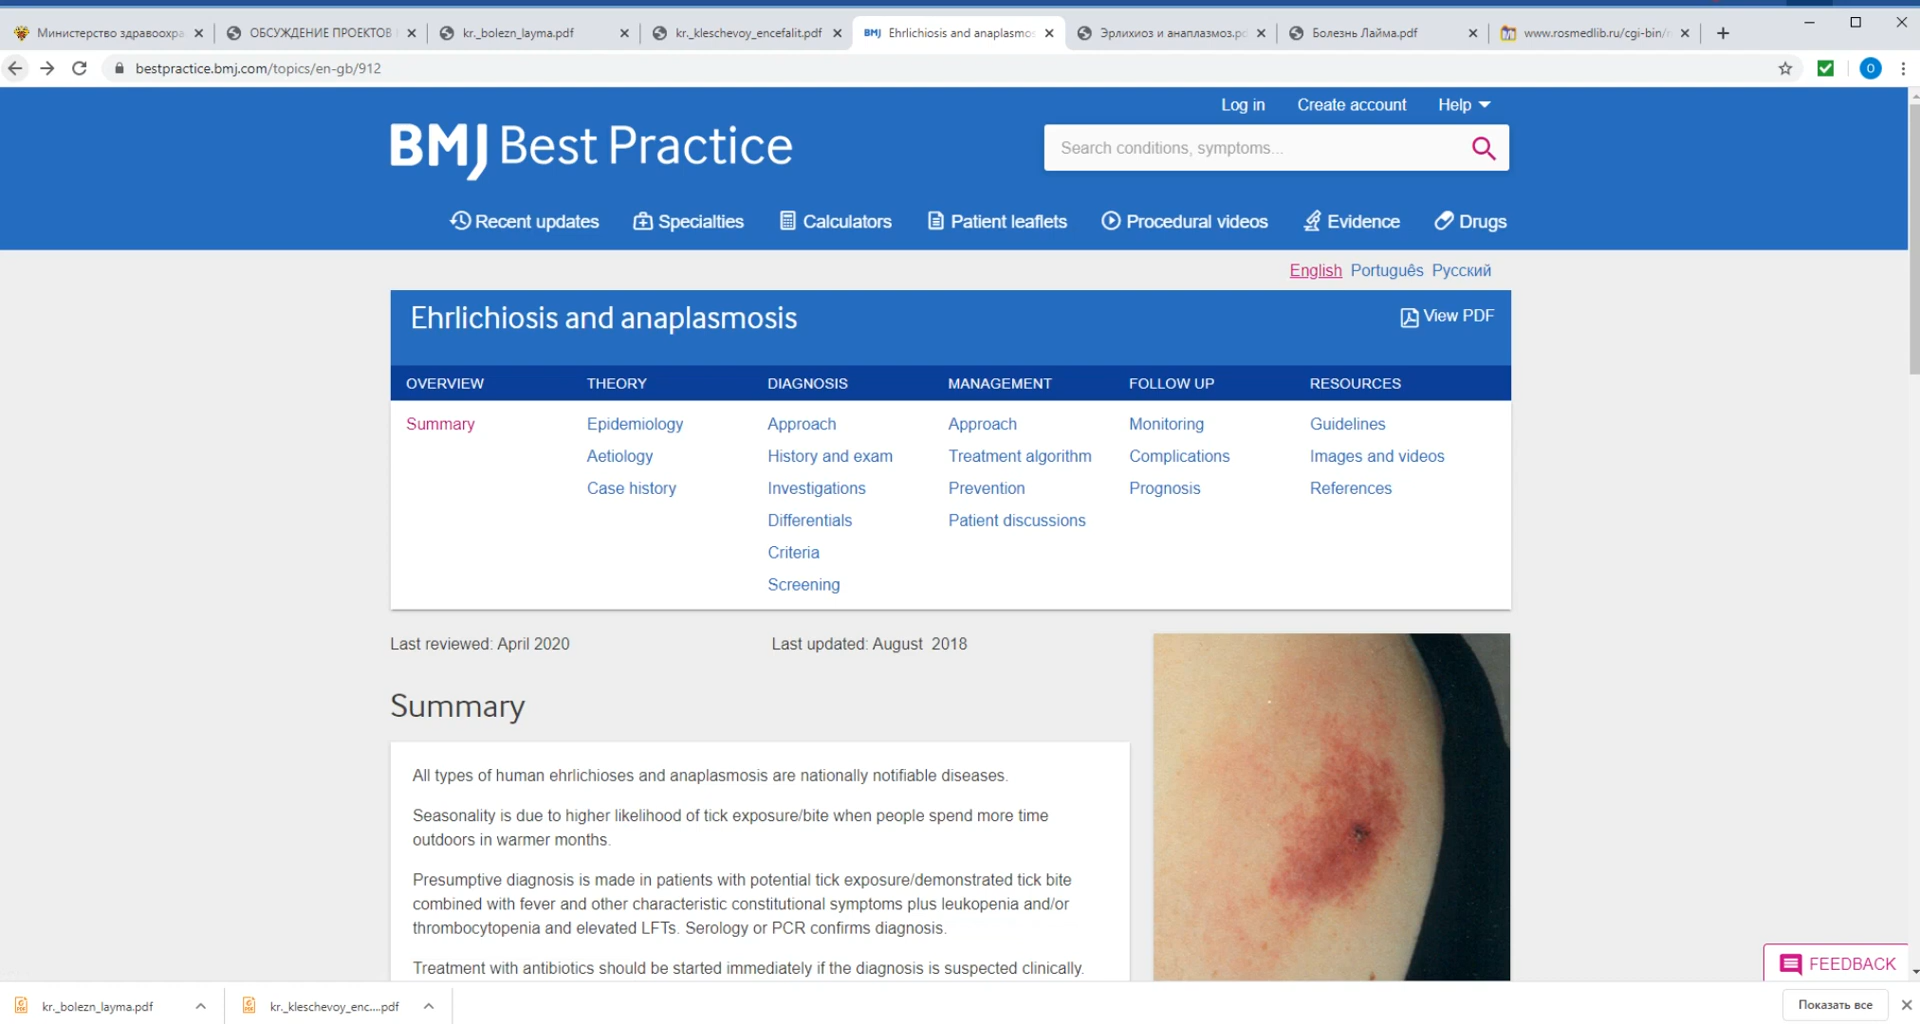 Министерство здравоохра
ОБСУЖДЕНИЕ ПРОЕКТОВ
kr._bolezn_layma.pdf
kr._kleschevoy_encefalit.pdf
BMJ Ehrlichiosis and anaplasmos
Эрлихиоз и анаплазмоз.pd
Болезнь Лайма.pdf
www.rosmedlib.ru/cgi-bin/
bestpractice.bmj.com/topics/en-gb/912
O
Log in Create account Help
BMJ Best Practice
Search conditions, symptoms...
Recent updates Specialties Calculators Patient leaflets Procedural videos Evidence Drugs
English Português Русский
Ehrlichiosis and anaplasmosis
View PDF
OVERVIEW THEORY DIAGNOSIS MANAGEMENT FOLLOW UP RESOURCES
Summary Epidemiology Approach Approach Monitoring Guidelines
Aetiology History and exam Treatment algorithm Complications Images and videos
Case history Investigations Prevention Prognosis References
Differentials Patient discussions
Criteria
Screening
Last reviewed: April 2020 Last updated: August 2018
Summary
All types of human ehrlichioses and anaplasmosis are nationally notifiable diseases.
Seasonality is due to higher likelihood of tick exposure/bite when people spend more time
outdoors in warmer months.
Presumptive diagnosis is made in patients with potential tick exposure/demonstrated tick bite
combined with fever and other characteristic constitutional symptoms plus leukopenia and/or
thrombocytopenia and elevated LFTs. Serology or PCR confirms diagnosis.
Treatment with antibiotics should be started immediately if the diagnosis is suspected clinically.
FEEDBACK
kr._bolezn_layma.pdf
kr._kleschevoy_enc....pdf
Показать все